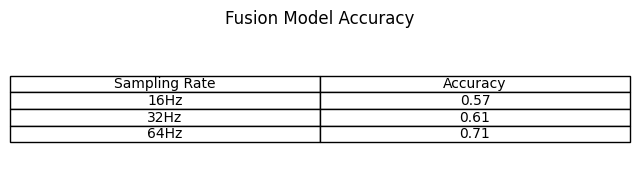 Fusion Model Accuracy
Sampling Rate Accuracy
16Hz 0.57
32Hz 0.61
64Hz 0.71